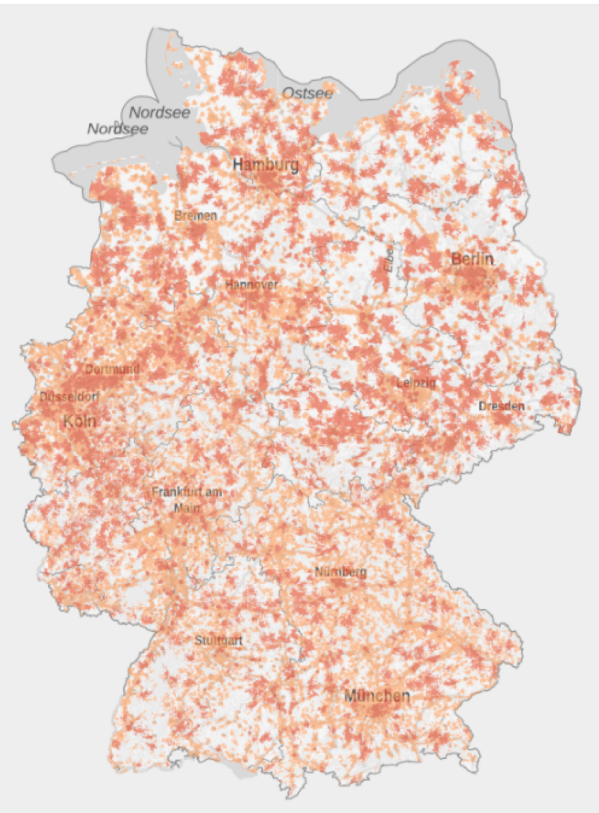 Ostsee
Nordsee
Nordsee
Hamburg
Bremen
Elbe
Berlin
Hannover
Dortmund
Düsseldorf
Köln
Leipzig
Dresden
Frankfurt am
Main
Nürnberg
Stuttgart
München